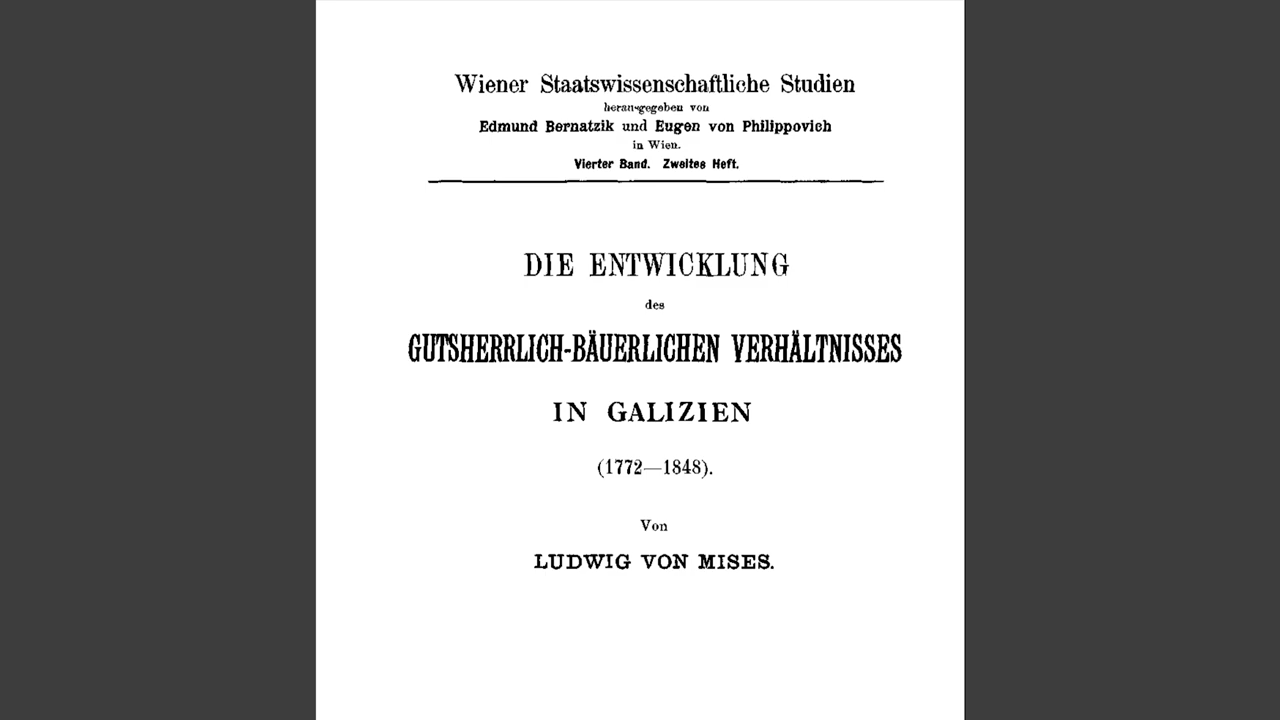 Wiener Staatswissenschaftliche Studien
herausgegeben von
Edmund Bernatzik und Eugen von Philippovich
in Wien.
Vierter Band. Zweites Heft.
DIE ENTWICKLUNG
des
GUTSHERRLICH-BÄUERLICHEN VERHÄLTNISSES
IN GALIZIEN
(1772—1848).
Von
LUDWIG VON MISES.